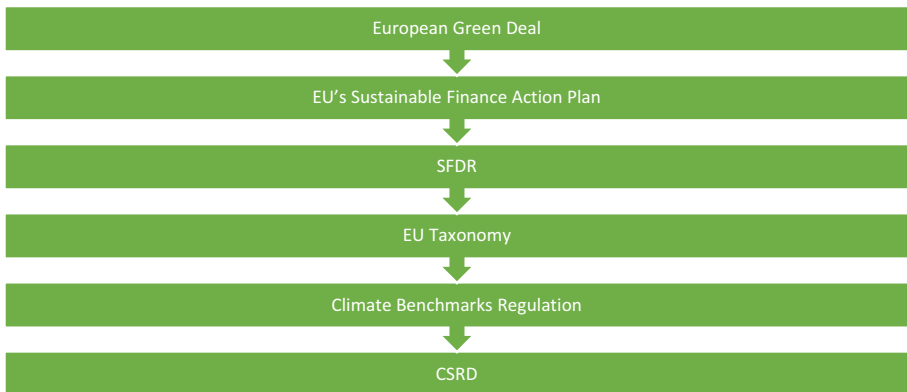 European Green Deal
EU’s Sustainable Finance Action Plan
SFDR
EU Taxonomy
Climate Benchmarks Regulation
CSRD